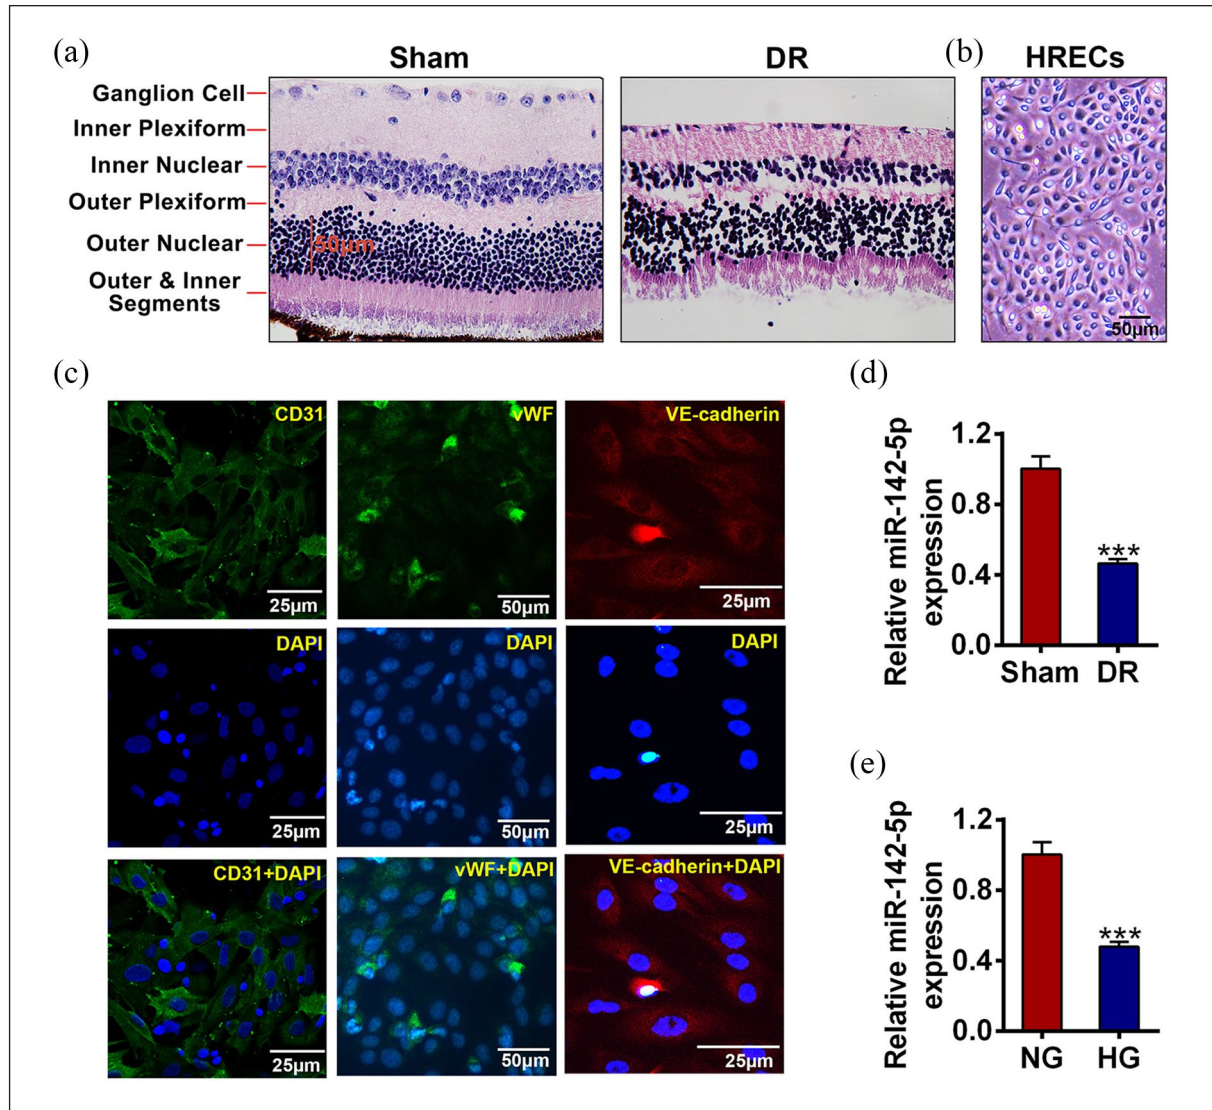 (a)
Sham
DR
(b)
HRECs
Ganglion Cell
Inner Plexiform
Inner Nuclear
Outer Plexiform
Outer Nuclear
Outer & Inner
Segments
50μm
50μm
(c)
CD31
vWF
VE-cadherin
25μm
50μm
25μm
DAPI
DAPI
DAPI
25μm
50μm
25μm
CD31+DAPI
vWF+DAPI
VE-cadherin+DAPI
25μm
50μm
25μm
(d)
Relative miR-142-5p
expression
1.2
0.8
0.4
0.0
***
Sham DR
(e)
Relative miR-142-5p
expression
1.2
0.8
0.4
0.0
***
NG HG